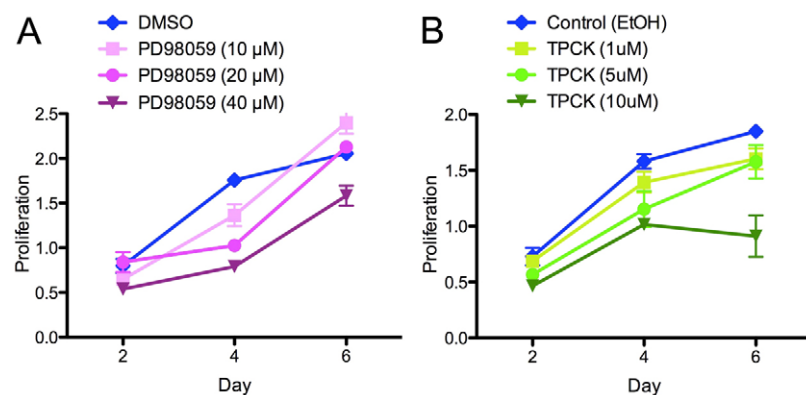 A
DMSO
PD98059 (10 µM)
PD98059 (20 µM)
PD98059 (40 µM)
2.5
2.0
1.5
1.0
0.5
0.0
Proliferation
2 4 6
Day
B
Control (EtOH)
TPCK (1uM)
TPCK (5uM)
TPCK (10uM)
2.0
1.5
1.0
0.5
0.0
Proliferation
2 4 6
Day